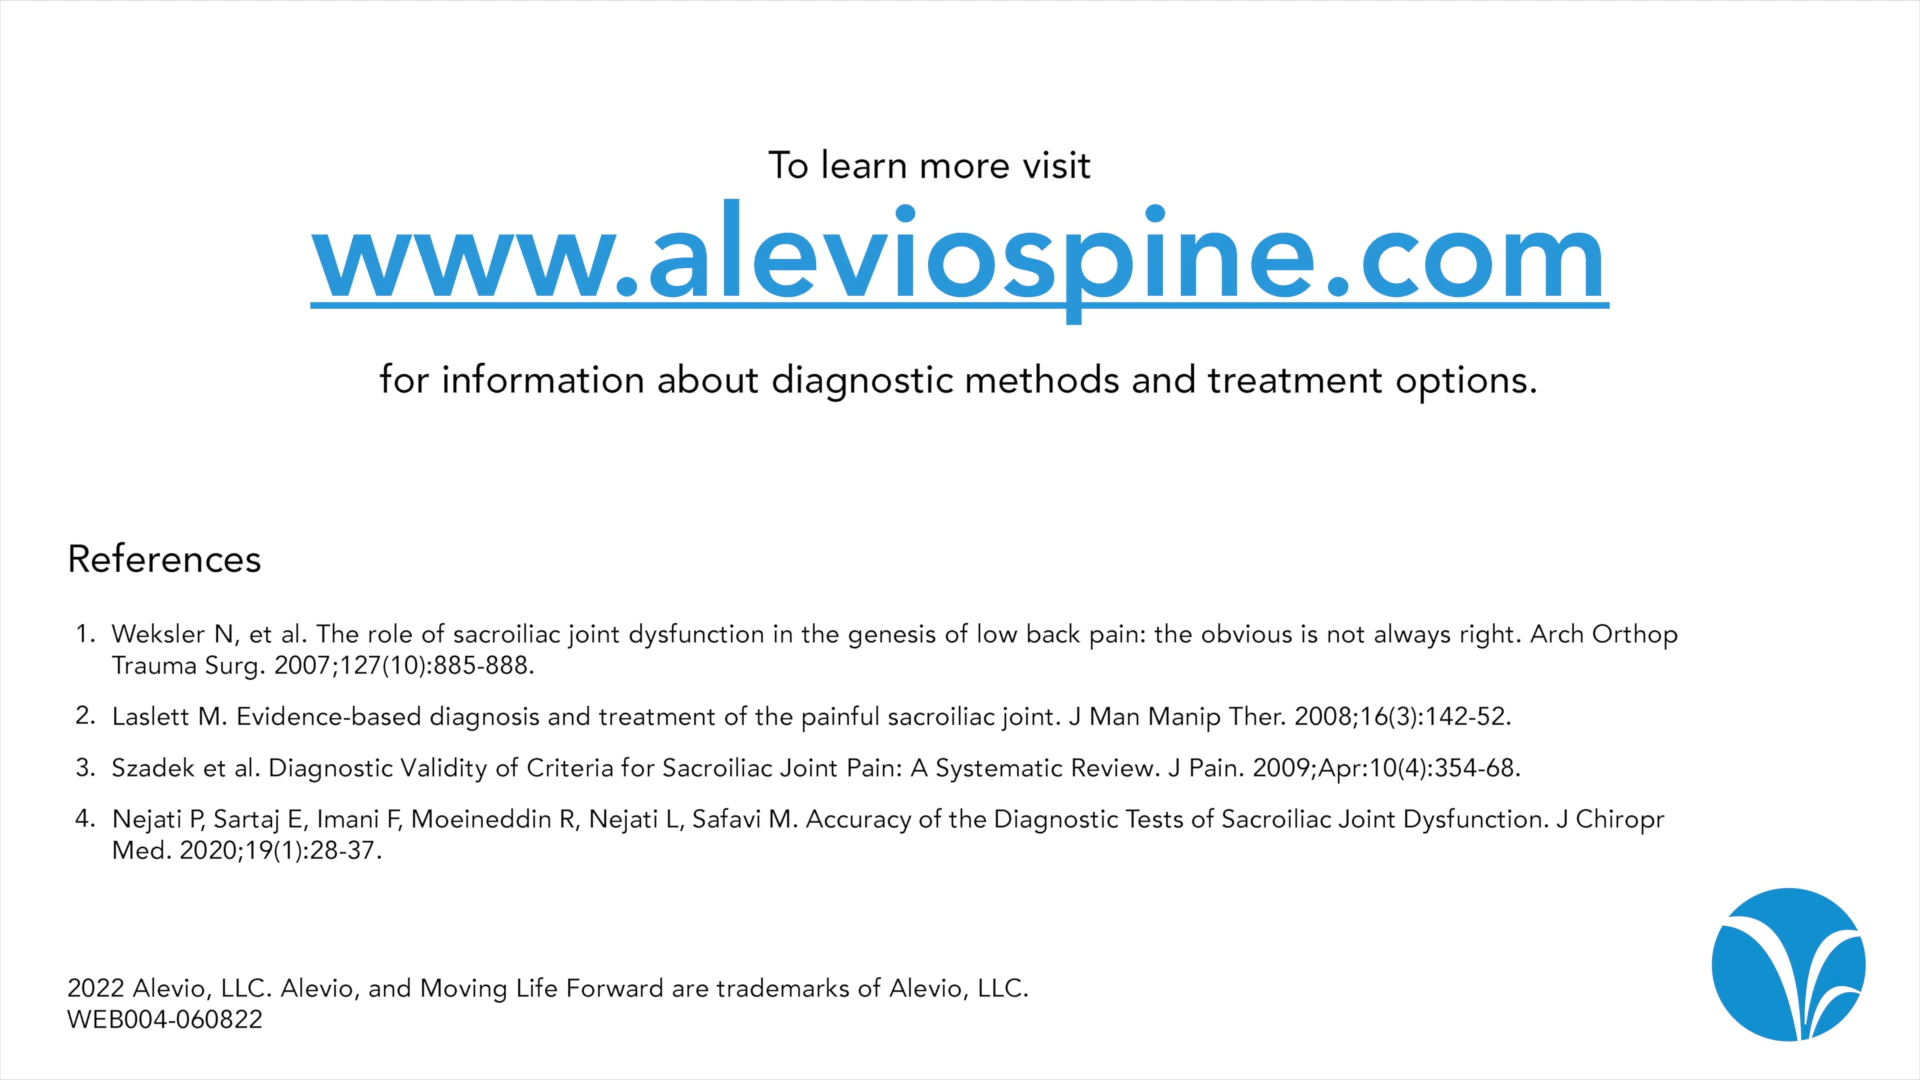 To learn more visit
www.aleviospine.com
for information about diagnostic methods and treatment options.
References
1. Weksler N, et al. The role of sacroiliac joint dysfunction in the genesis of low back pain: the obvious is not always right. Arch Orthop
Trauma Surg. 2007;127(10):885-888.
2. Laslett M. Evidence-based diagnosis and treatment of the painful sacroiliac joint. J Man Manip Ther. 2008;16(3):142-52.
3. Szadek et al. Diagnostic Validity of Criteria for Sacroiliac Joint Pain: A Systematic Review. J Pain. 2009;Apr:10(4):354-68.
4. Nejati P, Sartaj E, Imani F, Moeineddin R, Nejati L, Safavi M. Accuracy of the Diagnostic Tests of Sacroiliac Joint Dysfunction. J Chiropr
Med. 2020;19(1):28-37.
2022 Alevio, LLC. Alevio, and Moving Life Forward are trademarks of Alevio, LLC.
WEB004-060822